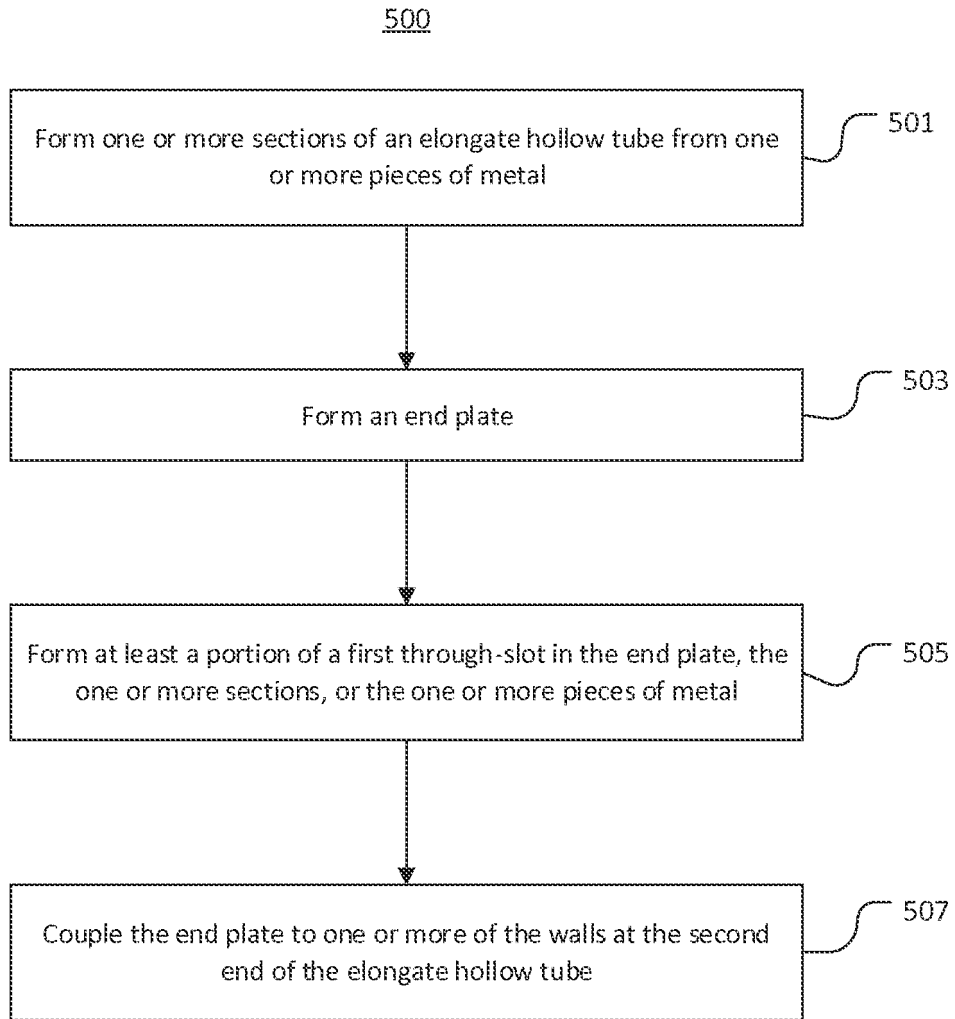 500
Form one or more sections of an elongate hollow tube from one
or more pieces of metal
501
Form an end plate
503
Form at least a portion of a first through-slot in the end plate, the
one or more sections, or the one or more pieces of metal
505
Couple the end plate to one or more of the walls at the second
end of the elongate hollow tube
507